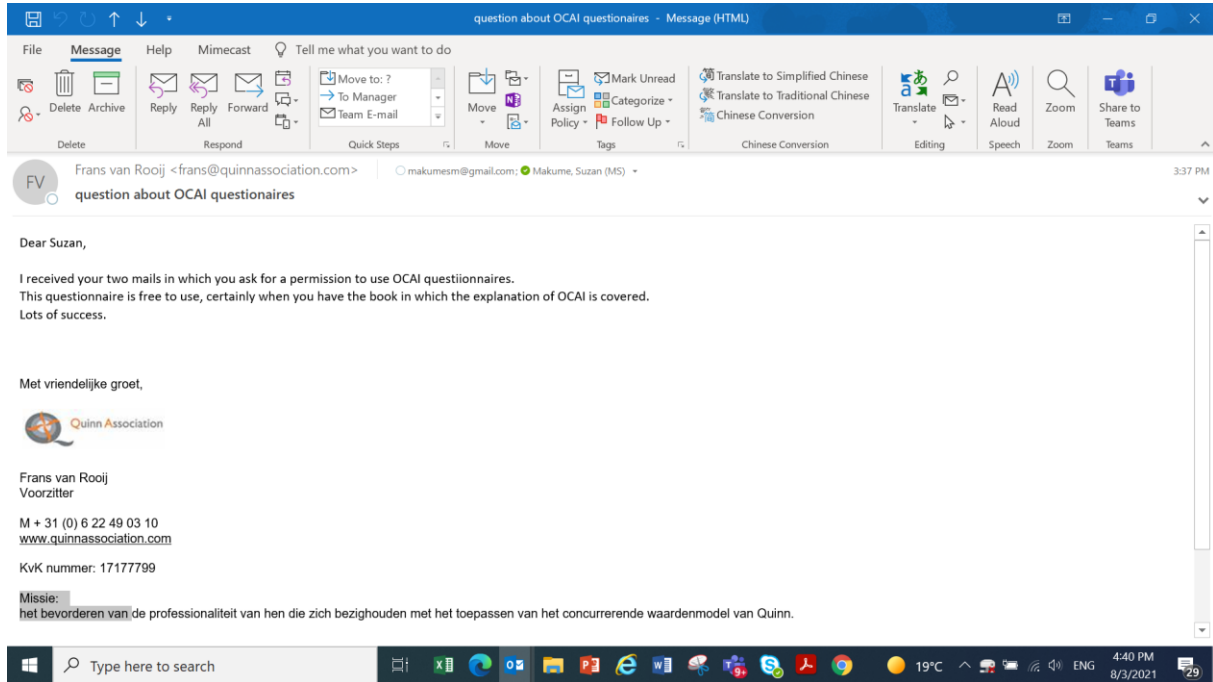 question about OCAI questionaires - Message (HTML)
File Message Help Mimecast Tell me what you want to do
Delete
Archive
Reply
Reply All
Forward
Move to: ?
To Manager
Team E-mail
Move
Assign Policy
Mark Unread
Categorize
Follow Up
Translate to Simplified Chinese
Translate to Traditional Chinese
Chinese Conversion
Translate
Read Aloud
Zoom
Share to Teams
Delete Respond Quick Steps Move Tags Chinese Conversion Editing Speech Zoom Teams
FV
Frans van Rooij <frans@quinnassociation.com> makumesm@gmail.com; Makume, Suzan (MS) 3:37 PM
question about OCAI questionaires
Dear Suzan,
I received your two mails in which you ask for a permission to use OCAI questiionnaires.
This questionnaire is free to use, certainly when you have the book in which the explanation of OCAI is covered.
Lots of success.
Met vriendelijke groet,
Quinn Association
Frans van Rooij
Voorzitter
M + 31 (0) 6 22 49 03 10
www.quinnassociation.com
KvK nummer: 17177799
Missie:
het bevorderen van de professionaliteit van hen die zich bezighouden met het toepassen van het concurrerende waardenmodel van Quinn.
Type here to search
19°C ENG 4:40 PM
8/3/2021
29